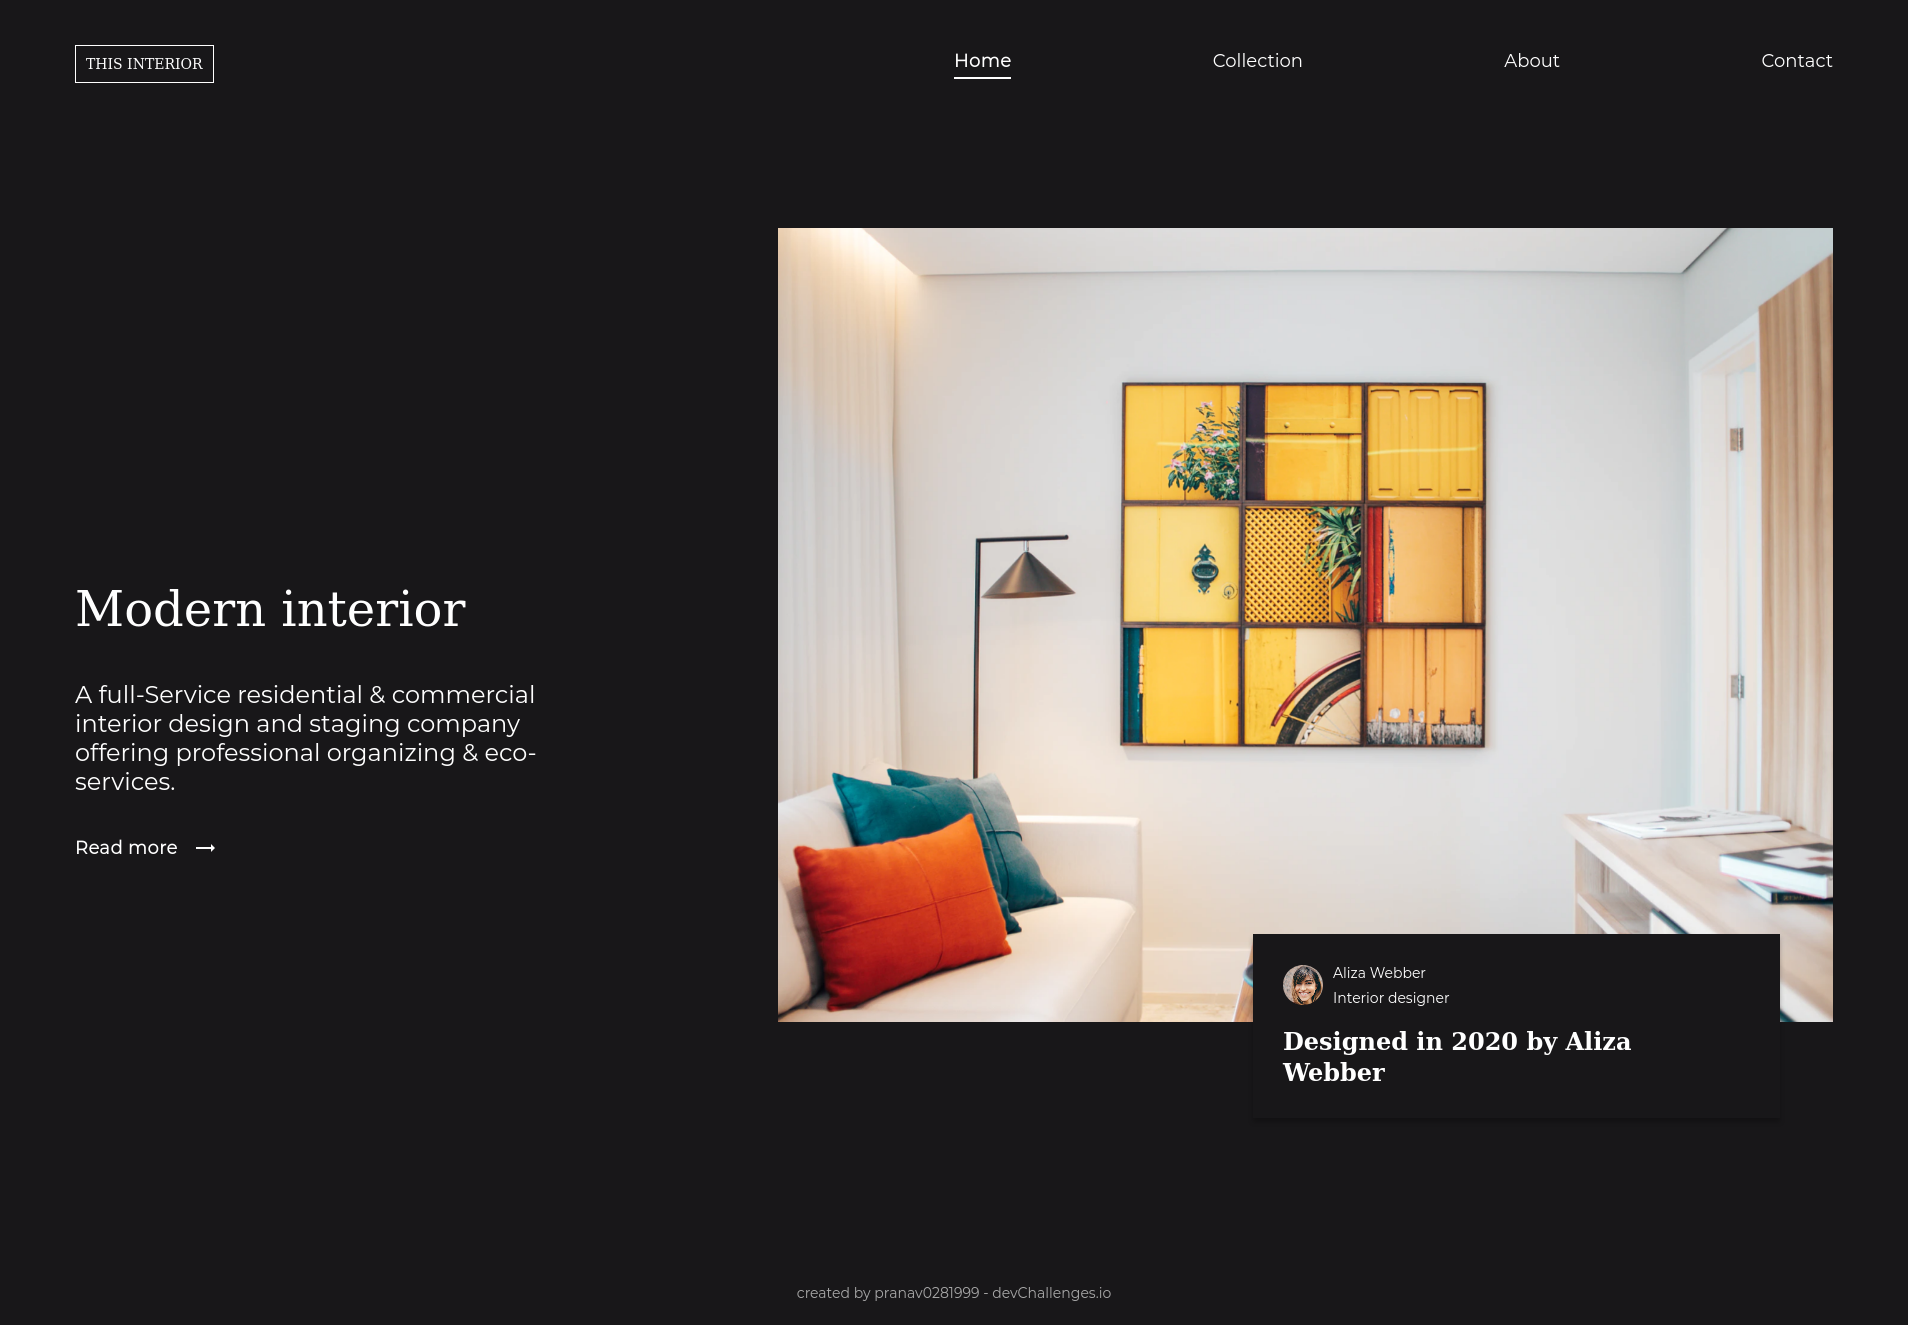 THIS INTERIOR
Home
Collection
About
Contact
Modern interior
A full-Service residential & commercial
interior design and staging company
offering professional organizing & eco-
services.
Read more
Aliza Webber
Interior designer
Designed in 2020 by Aliza
Webber
created by pranav0281999 - devChallenges.io